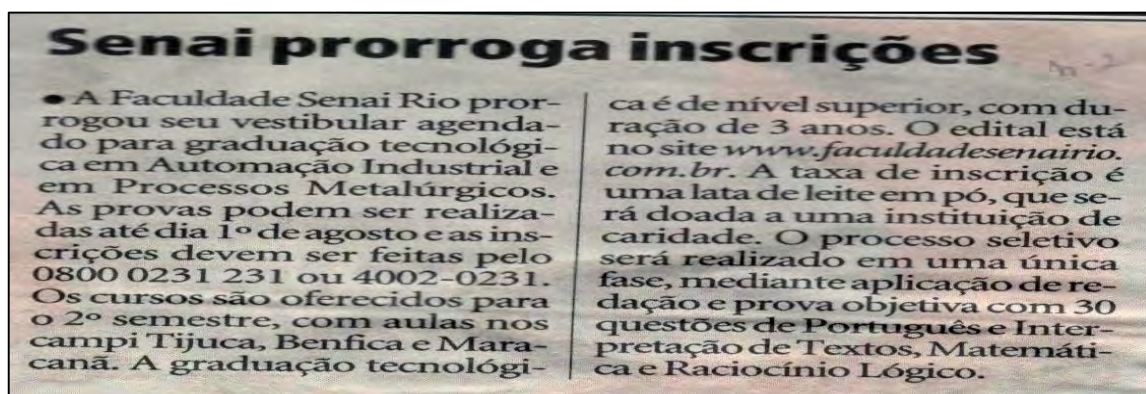 Senai prorroga inscrições
● A Faculdade Senai Rio pror-
rogou seu vestibular agenda-
do para graduação tecnológi-
ca em Automação Industrial e
em Processos Metalúrgicos.
As provas podem ser realiza-
das até dia 1º de agosto e as ins-
crições devem ser feitas pelo
0800 0231 231 ou 4002-0231.
Os cursos são oferecidos para
o 2º semestre, com aulas nos
campi Tijuca, Benfica e Mara-
canã. A graduação tecnológi-
ca é de nível superior, com du-
ração de 3 anos. O edital está
no site www.faculdadesenairio.
com.br. A taxa de inscrição é
uma lata de leite em pó, que se-
rá doada a uma instituição de
caridade. O processo seletivo
será realizado em uma única
fase, mediante aplicação de re-
dação e prova objetiva com 30
questões de Português e Inter-
pretação de Textos, Matemáti-
ca e Raciocínio Lógico.